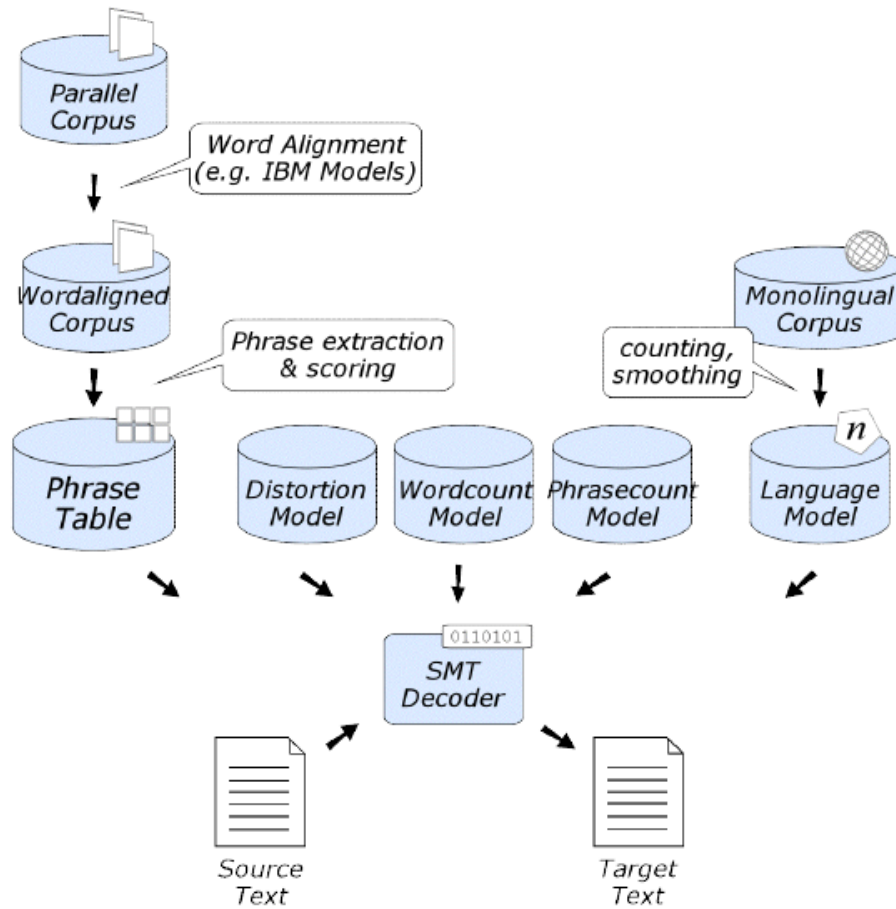 Parallel
Corpus
Word Alignment
(e.g. IBM Models)
Wordaligned
Corpus
Monolingual
Corpus
Phrase extraction
& scoring
counting,
smoothing
n
Phrase
Table
Distortion
Model
Wordcount
Model
Phrasecount
Model
Language
Model
0110101
SMT
Decoder
Source
Text
Target
Text